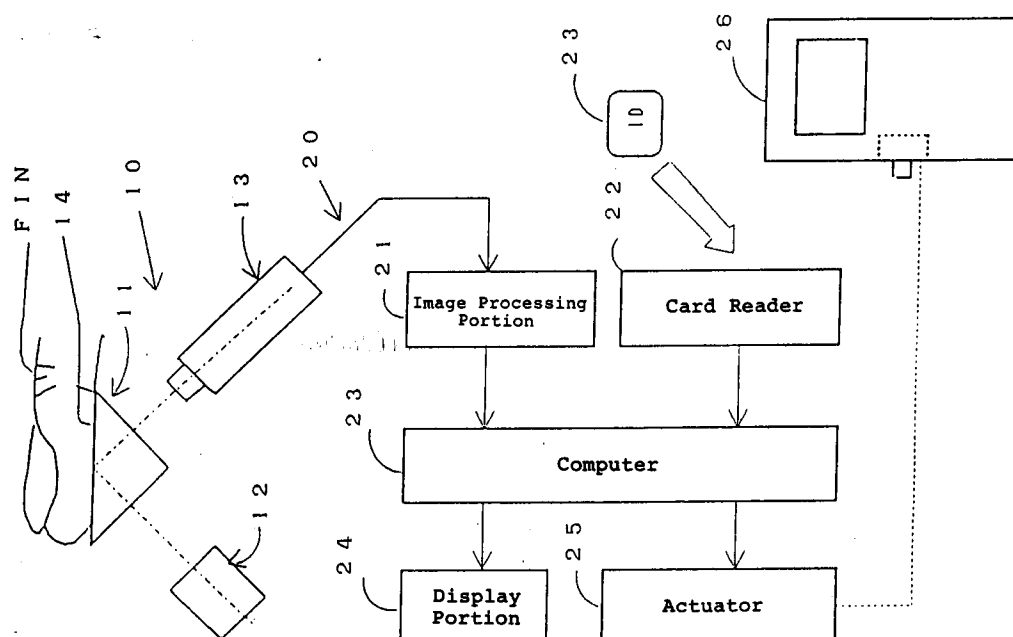 FIN
14
11
10
13
20
12
21
Image Processing
Portion
22
Card Reader
23
ID
26
23
Computer
24
Display
Portion
25
Actuator